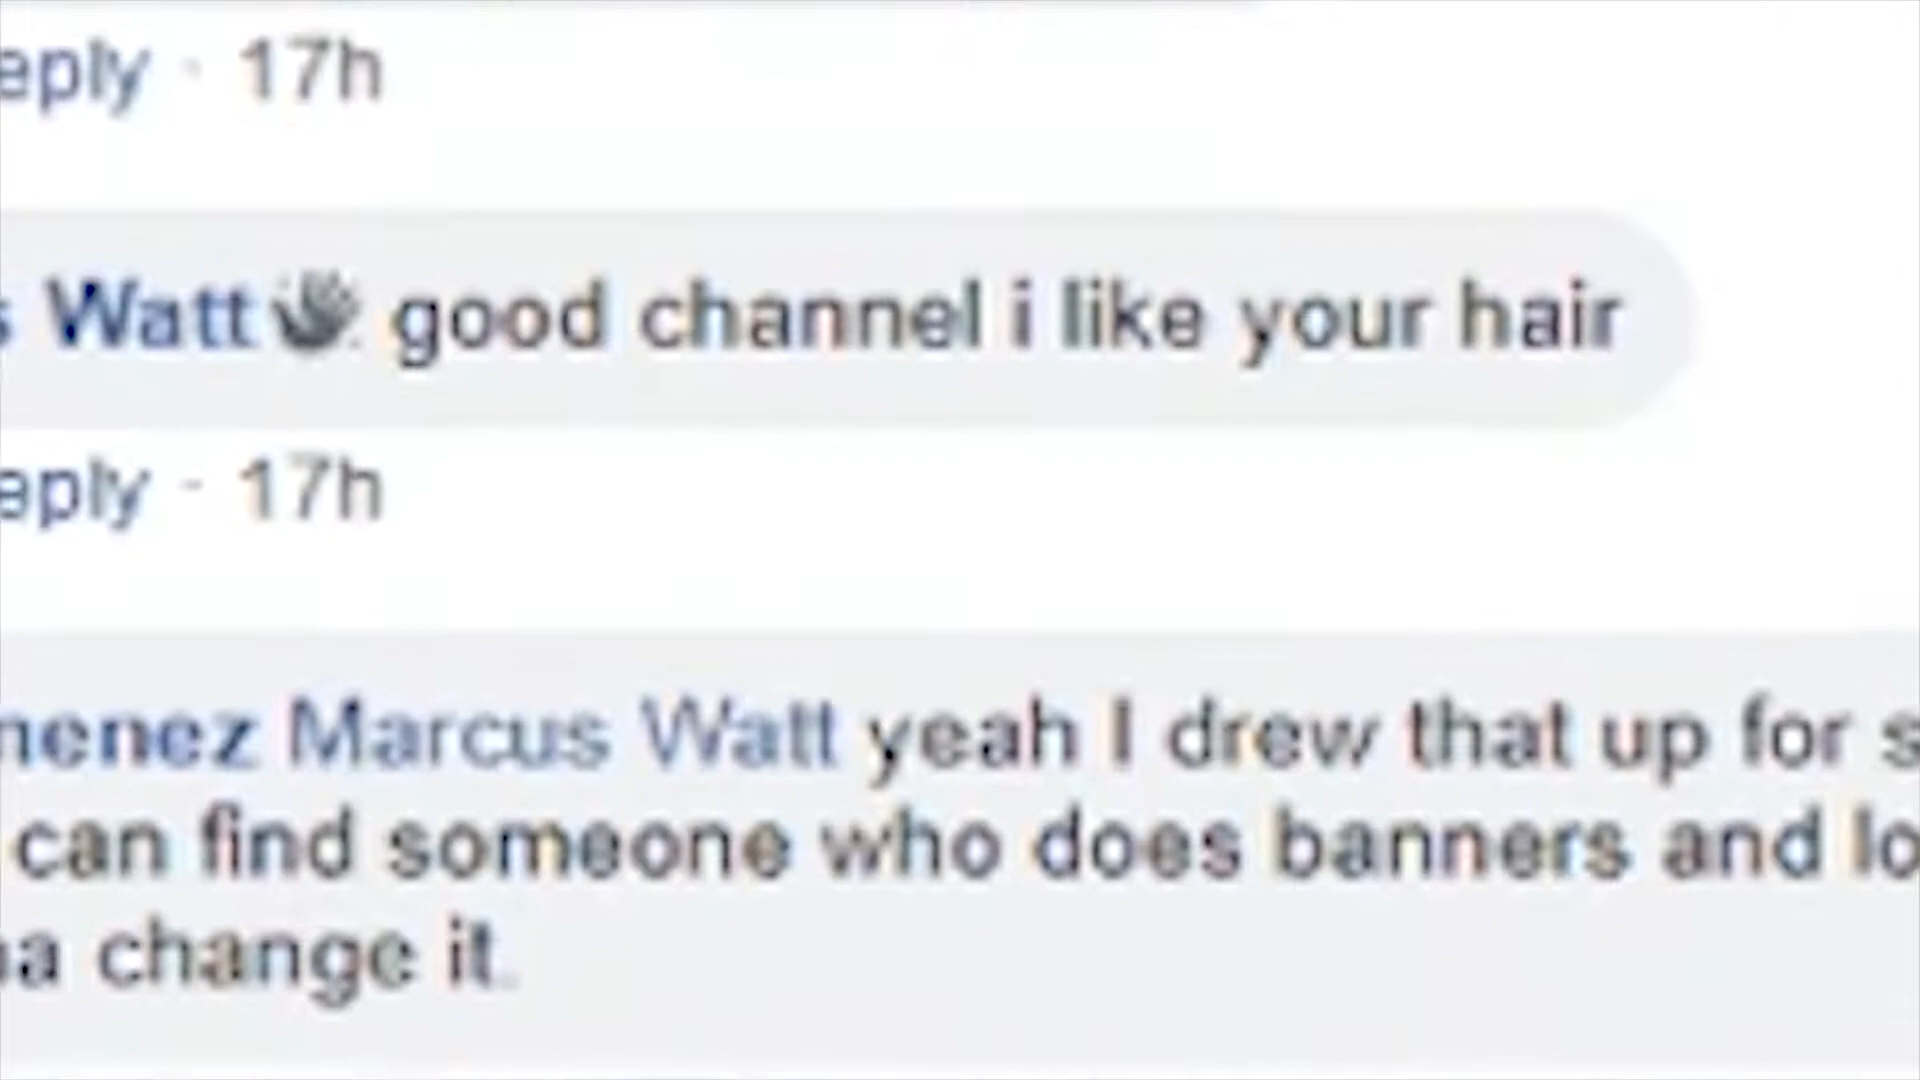 eply · 17h
s Watt👋 good channel i like your hair
eply · 17h
nenez Marcus Watt yeah I drew that up for s
can find someone who does banners and lo
na change it.